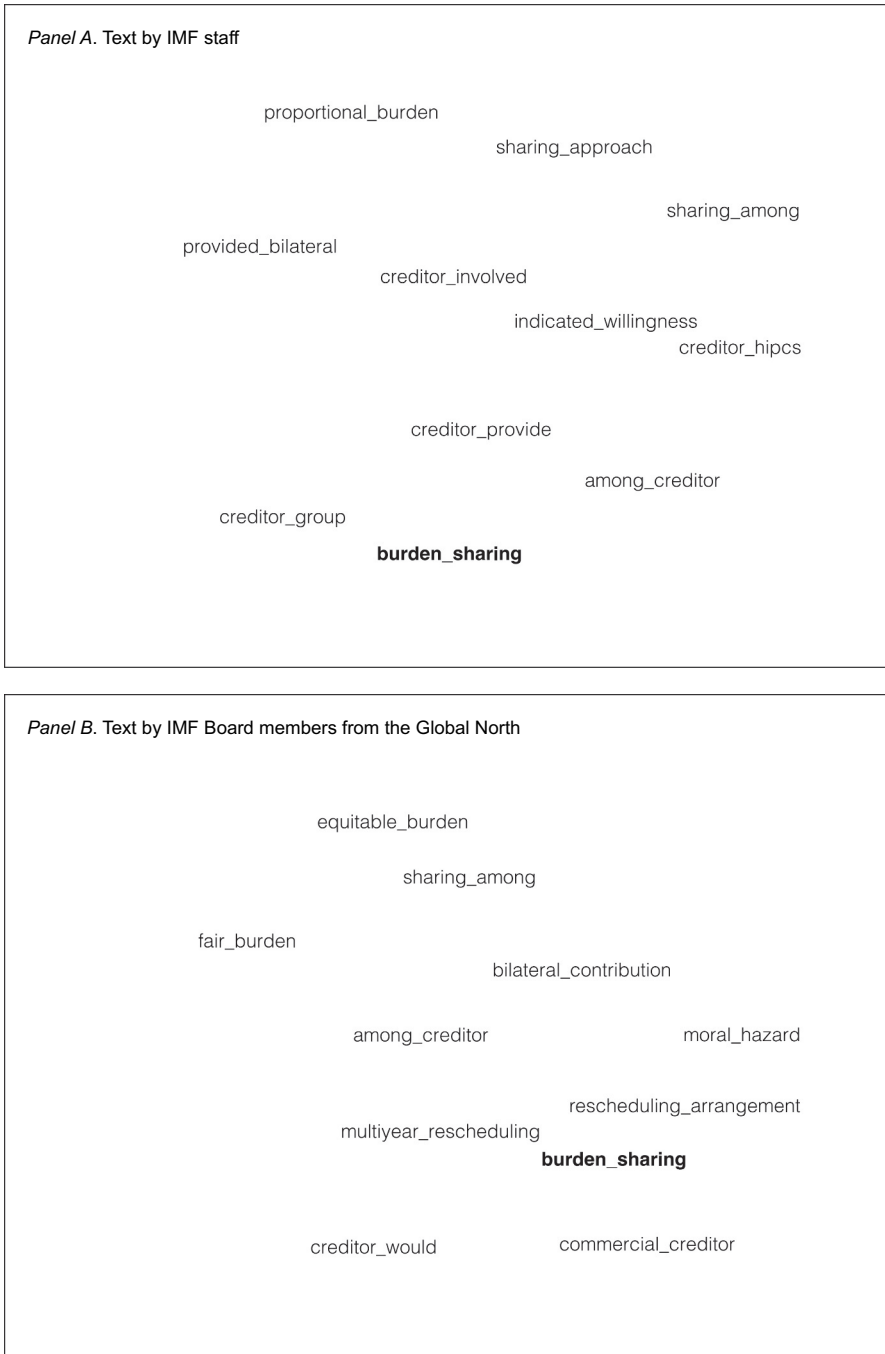 Panel A. Text by IMF staff
proportional_burden
sharing_approach
sharing_among
provided_bilateral
creditor_involved
indicated_willingness
creditor_hipcs
creditor_provide
among_creditor
creditor_group
burden_sharing
Panel B. Text by IMF Board members from the Global North
equitable_burden
sharing_among
fair_burden
bilateral_contribution
among_creditor moral_hazard
rescheduling_arrangement
multiyear_rescheduling
burden_sharing
creditor_would commercial_creditor